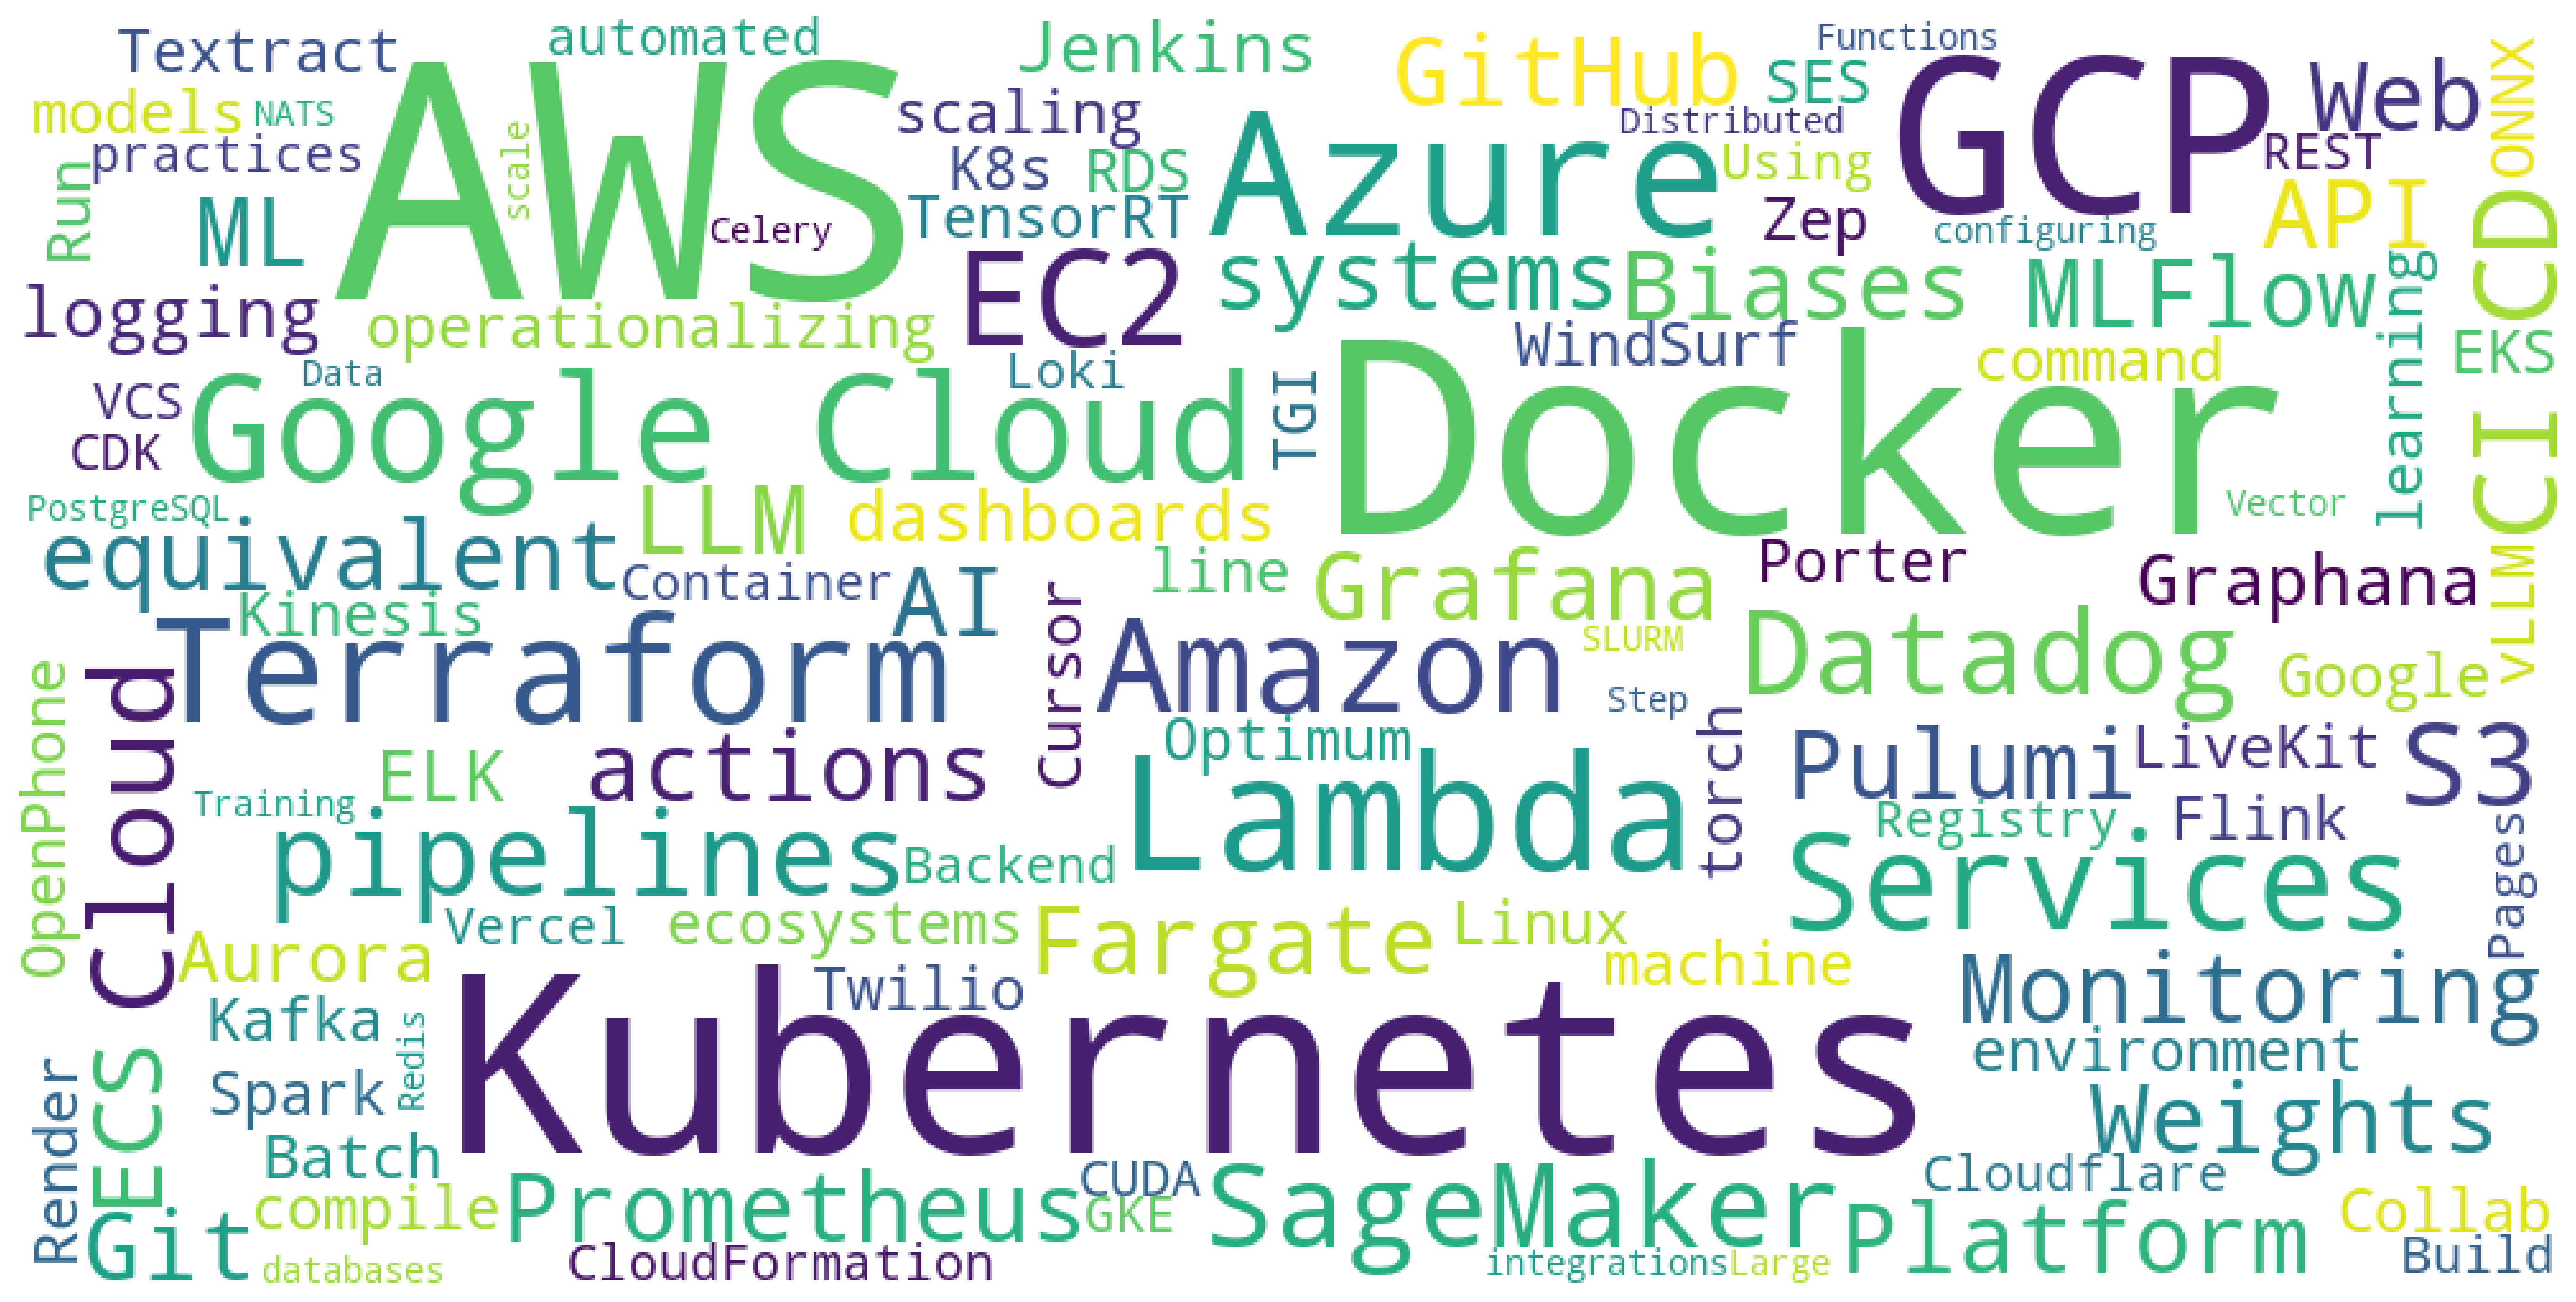 Textract
automated
Jenkins
GitHub
Functions
SES
GCP
Web
ONNX
models
NATS
AWS
scaling
Distributed
practices
scale
K8s
RDS
Azure
Using
REST
Run
ML
Celery
TensorRT
Zep
configuring
API
CI CD
logging
operationalizing
EC2
systems
Biases
MLFlow
learning
WindSurf
command
EKS
VCS
Data
Google Cloud
Loki
TGI
Docker
CDK
PostgreSQL
LLM
dashboards
Vector
equivalent
Container
AI
line
Grafana
Porter
Graphana
vLLM
Kinesis
Terraform
Cursor
Amazon
SLURM
Datadog
Google
Step
OpenPhone
Cloud
ELK
actions
Optimum
torch
Pulumi
LiveKit
S3
Training
pipelines
Backend
Lambda
Registry
Flink
Services
Pages
Vercel
ecosystems
Fargate
Linux
Aurora
Twilio
machine
Monitoring
Kafka
Redis
Kubernetes
environment
Render
ECS
Spark
Weights
Batch
CUDA
Cloudflare
compile
Prometheus
GKE
SageMaker
Platform
Collab
Git
databases
CloudFormation
integrations
Large
Build